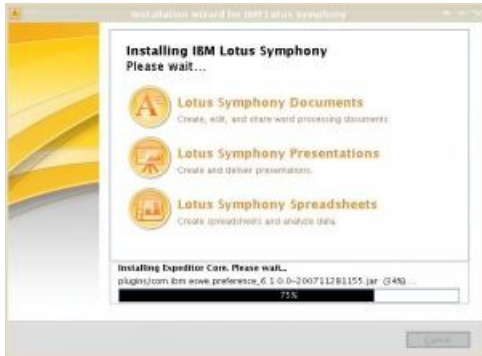 Installation wizard for IBM Lotus Symphony
Installing IBM Lotus Symphony
Please wait...
Lotus Symphony Documents
Create, edit, and share word processing documents
Lotus Symphony Presentations
Create and deliver presentations.
Lotus Symphony Spreadsheets
Create spreadsheets and analyze data.
Installing Expeditor Core. Please wait...
plugins/com.ibm.eswe.preference_6.1.0.0-200711281155.jar (34%)...
75%
Cancel